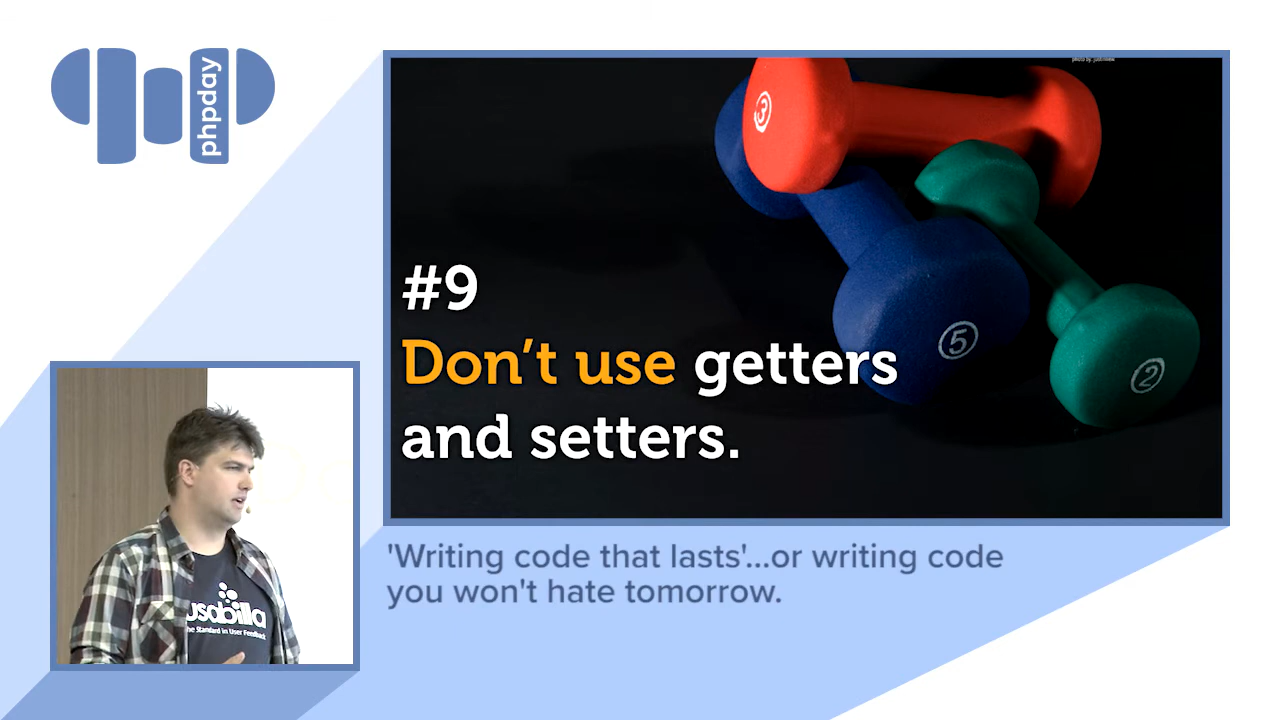 phpday
3
5
2
#9
Don't use getters
and setters.
usabilla
The Standard in User Feedback
'Writing code that lasts'...or writing code
you won't hate tomorrow.